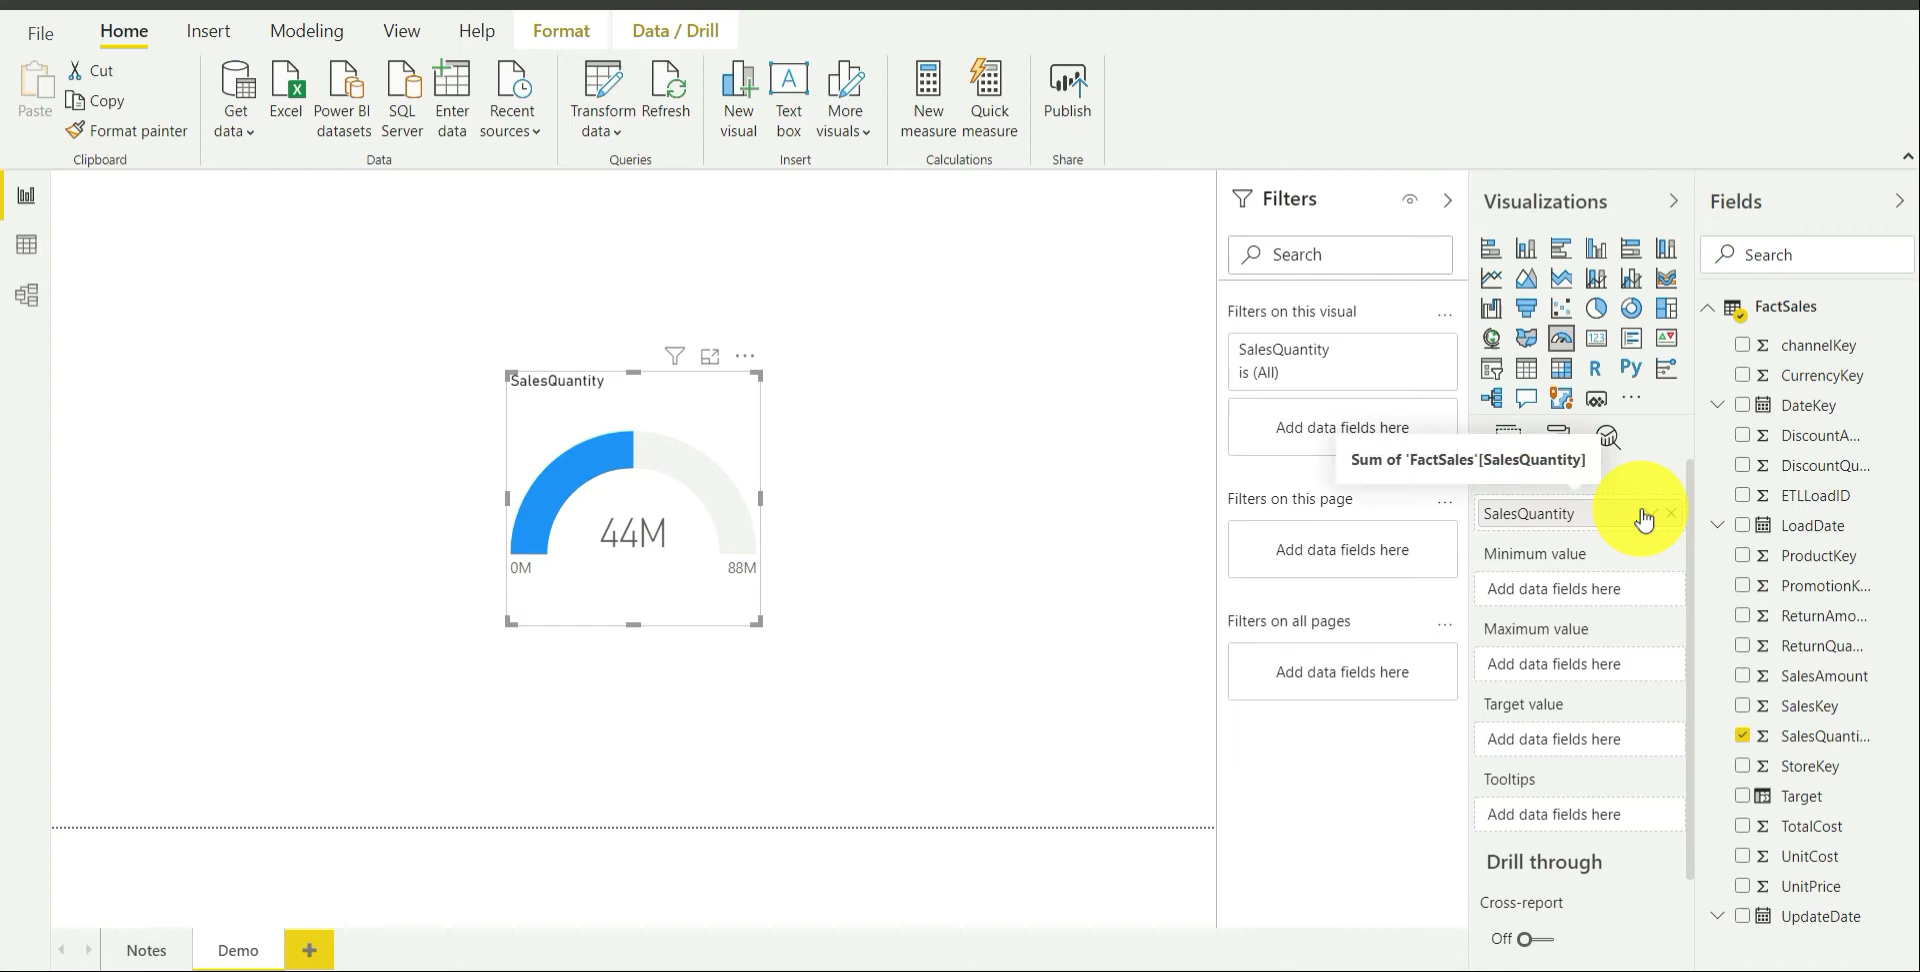 File
Home
Insert
Modeling
View
Help
Format
Data / Drill
Paste
Cut
Copy
Format painter
Clipboard
Get
data
Excel
Power BI
datasets
SQL
Server
Enter
data
Recent
sources
Data
Transform
data
Refresh
Queries
New
visual
A
Text
box
More
visuals
Insert
New
measure
Quick
measure
Calculations
Publish
Share
SalesQuantity
44M
0M
88M
Filters
Search
Filters on this visual
...
SalesQuantity
is (All)
Add data fields here
Filters on this page
...
Add data fields here
Filters on all pages
...
Add data fields here
Visualizations
123
R
Py
...
Sum of 'FactSales'[SalesQuantity]
SalesQuantity
Minimum value
Add data fields here
Maximum value
Add data fields here
Target value
Add data fields here
Tooltips
Add data fields here
Drill through
Cross-report
Off
Fields
Search
FactSales
Σ channelKey
Σ CurrencyKey
DateKey
Σ DiscountA...
Σ DiscountQu...
Σ ETLLoadID
LoadDate
Σ ProductKey
Σ PromotionK...
Σ ReturnAmo...
Σ ReturnQua...
Σ SalesAmount
Σ SalesKey
Σ SalesQuanti...
Σ StoreKey
Target
Σ TotalCost
Σ UnitCost
Σ UnitPrice
UpdateDate
Notes
Demo
+